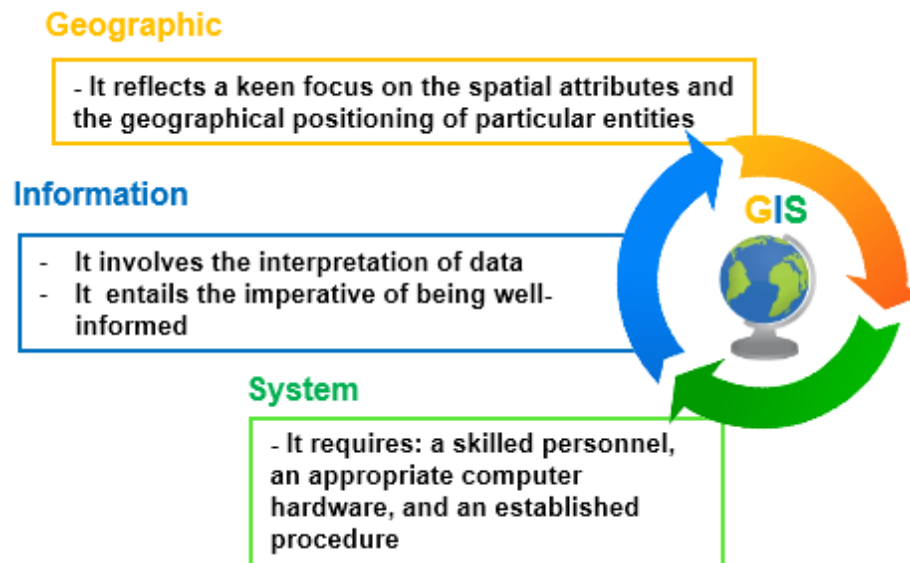 Geographic
- It reflects a keen focus on the spatial attributes and
the geographical positioning of particular entities
Information
- It involves the interpretation of data
- It entails the imperative of being well-
informed
GIS
System
- It requires: a skilled personnel,
an appropriate computer
hardware, and an established
procedure